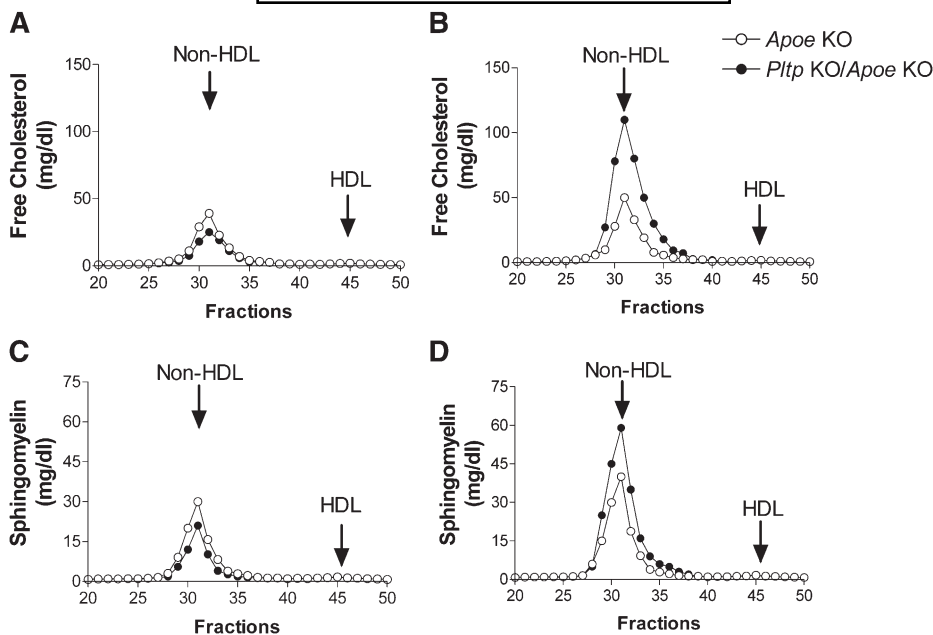 A
Non-HDL
HDL
150
100
50
0
20 25 30 35 40 45 50
Free Cholesterol
(mg/dl)
Fractions
B
Non-HDL
HDL
Apoe KO
Pltp KO/Apoe KO
150
100
50
0
20 25 30 35 40 45 50
Free Cholesterol
(mg/dl)
Fractions
C
Non-HDL
HDL
75
60
45
30
15
0
20 25 30 35 40 45 50
Sphingomyelin
(mg/dl)
Fractions
D
Non-HDL
HDL
75
60
45
30
15
0
20 25 30 35 40 45 50
Sphingomyelin
(mg/dl)
Fractions